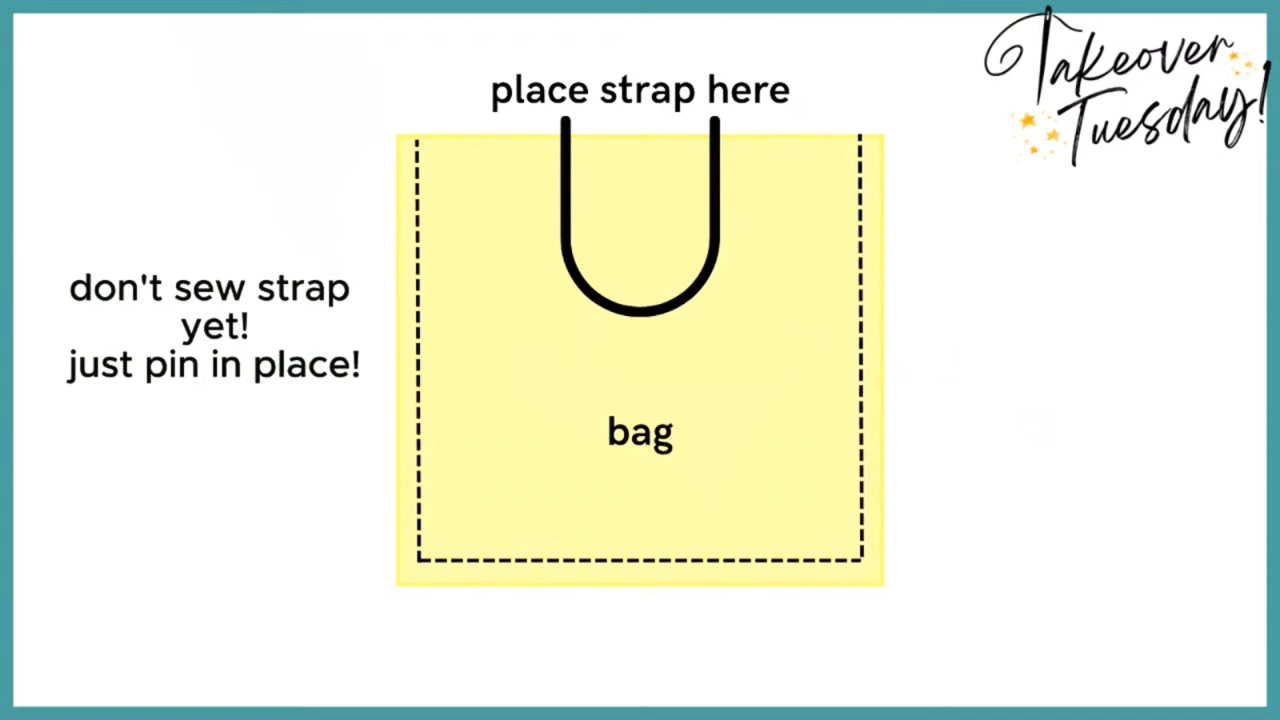 Takeover
Tuesday!
place strap here
don't sew strap
yet!
just pin in place!
bag